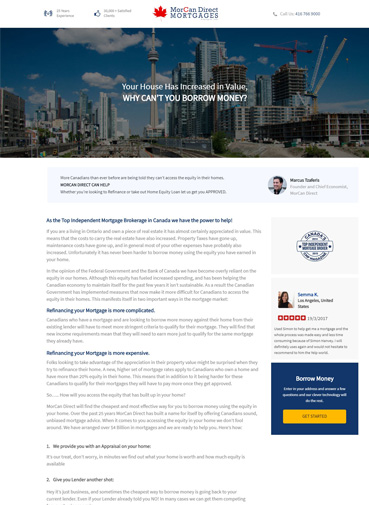 25 Years
Experience
Clients!
MorCan Direct
MORTGAGES
Call Us: 416 708 9000
Your House Has Increased in Value,
WHY CAN'T YOU BORROW MONEY?
More Canadians than ever before are being told they can't access the equity in their homes.
MORCAN DIRECT CAN HELP
Whether you're looking to Refinance or take out Home Equity Loan let us get you APPROVED.
Marcus Tzaferis
Founder and Chief Economist,
MorCan Direct
As the Top Independent Mortgage Brokerage in Canada we have the power to help!
If you are a living in Ontario and own a piece of real estate it has almost certainly appreciated in value. This
means that the costs to carry the real estate have also increased. Property Taxes have gone up,
maintenance costs have gone up, and in general most of your other expenses have probably also
increased. Unfortunately it has never been harder to borrow money using the equity you have earned in
your home.
In the opinion of the Federal Government and the Bank of Canada we have become overly reliant on the
equity in our homes. Although this equity has fueled increased spending, and has been helping the
Canadian economy to maintain itself for the past few years it isn't sustainable. As a result the Canadian
Government has implemented measures that now make it more difficult for Canadians to access the
equity in their homes. This manifests itself in two important ways in the mortgage market:
Refinancing your Mortgage is more complicated.
Canadians who have a mortgage and are looking to borrow more money against their home from their
existing lender will have to meet more stringent criteria to qualify for their mortgage. They will find that
new income requirements mean that they will need to earn more just to qualify for the same mortgage
they already have.
Refinancing your Mortgage is more expensive.
Folks looking to take advantage of the appreciation in their property value might be surprised when they
try to refinance their home. A new, higher set of mortgage rates apply to Canadians who own a home and
have more than 20% equity in their home. This means that in addition to it being harder for these
Canadians to qualify for their mortgages they will have to pay more once they get approved.
So..... How will you access the equity that has built up in your home?
MorCan Direct will find the cheapest and most effective way for you to borrow money using the equity in
your home. Over the past 25 years MorCan Direct has built a name for itself by offering Canadians sound,
unbiased mortgage advice. When it comes to you accessing the equity in your home we don't find
around. We have arranged over $4 Billion in mortgages and we are ready to help you. Here's how:
1. We provide you with an Appraisal on your home:
It's our treat, don't worry, in minutes we find out what your home is worth and how much equity is
available
2. Give you Lender another shot:
Hey it's just business, and sometimes the cheapest way to borrow money is going back to your
current lender. Even if you Lender already told you NO! In many cases we can get them competing
CANADA'S
TOP INDEPENDENT
MORTGAGE BROKER
Semma K.
Los Angeles, United
States
19/1/2017
Used Simon to help get me a mortgage and the
whole process was made easy and less time
consuming because of Simon Harvey. I will
definitely uses again and would not hesitate to
recommend to him the help world.
Borrow Money
Enter in your address and answer a few
questions and our clever technology will
do the rest.
GET STARTED